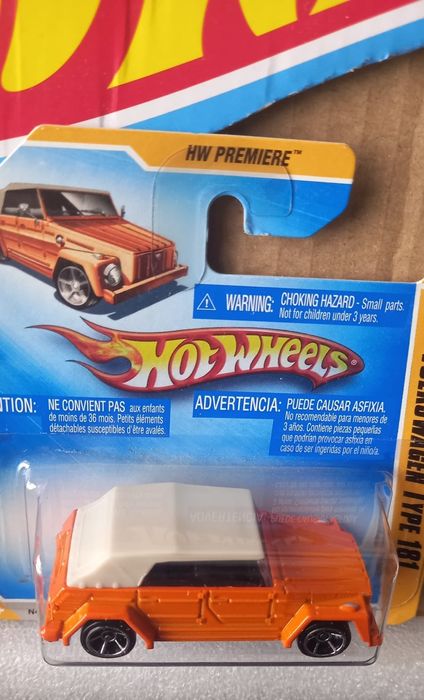 HW PREMIERE™
⚠ WARNING: CHOKING HAZARD - Small parts.
Not for children under 3 years.
HOT WHEELS
NTION: NE CONVIENT PAS aux enfants
de moins de 36 mois. Petits éléments
détachables susceptibles d'être avalés.
ADVERTENCIA: PUEDE CAUSAR ASFIXIA.
No recomendable para menores de
3 años. Contiene piezas pequeñas
que podrían provocar asfixia en
caso de ser ingeridas por el niño/a.
VOLKSWAGEN TYPE 181